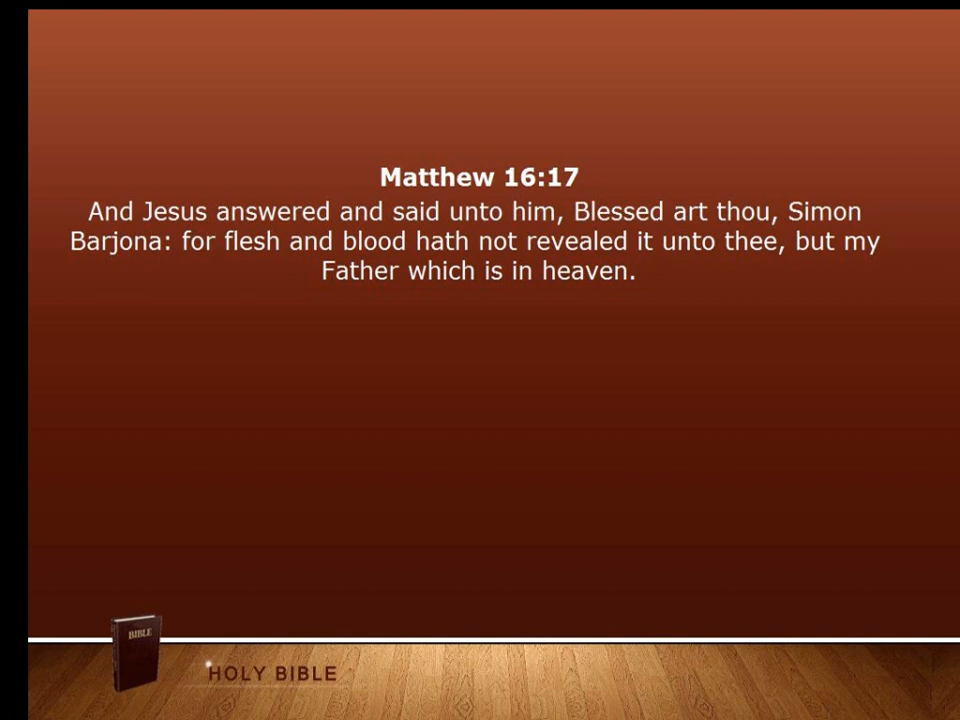 Matthew 16:17
And Jesus answered and said unto him, Blessed art thou, Simon
Barjona: for flesh and blood hath not revealed it unto thee, but my
Father which is in heaven.
BIBLE
HOLY BIBLE